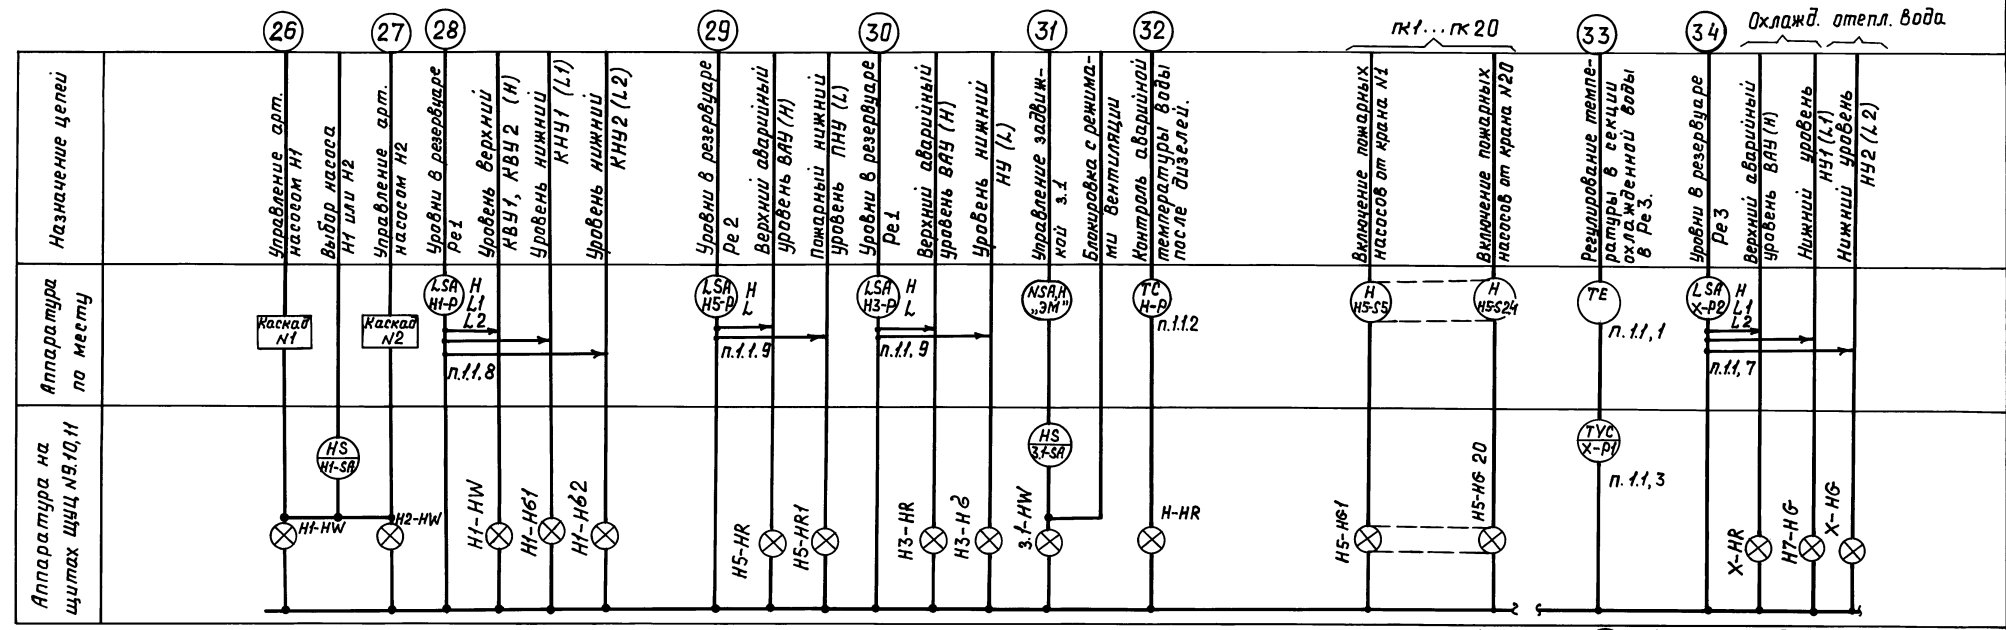 26
27
28
29
30
31
32
пк1...пк20
33
34
Охлажд. отепл. вода
Назначение цепей
Управление арт.
насосом Н1
Выбор насоса
Н1 или Н2
Управление арт.
насосом Н2
Уровни в резервуаре
Ре1
Уровень верхний
КВУ1, КВУ2 (H)
Уровень нижний
КНУ1 (L1)
Уровень нижний
КНУ2 (L2)
Уровни в резервуаре
Ре2
Верхний аварийный
уровень ВАУ (H)
Пожарный нижний
уровень ПНУ (L)
Уровни в резервуаре
Ре1
Верхний аварийный
уровень ВАУ (H)
Уровень нижний
НУ (L)
Управление задвиж-
кой 3.1
Блокировка с режима-
ми вентиляции
Контроль аварийной
температуры воды
после дизелей.
Включение пожарных
насосов от крана N1
Включение пожарных
насосов от крана N20
Регулирование темпе-
ратуры в секции
охлажденной воды
в Ре3.
Уровни в резервуаре
Ре3
Верхний аварийный
уровень ВАУ (H)
Нижний уровень
НУ1 (L1)
Нижний уровень
НУ2 (L2)
Аппаратура
по месту
Каскад
N1
Каскад
N2
LSA
H1-P
H
L1
L2
п.1.1, 8
LSA
H5-P
H
L
п.1.1. 9
LSA
H3-P
H
L
п.1.1, 9
NSA,H
„ЭМ"
TC
H-P
п.1.1.2
H
H5-S5
H
H5-S24
TE
п.1.1, 1
LSA
X-P2
H
L1
L2
п.1.1, 7
Аппаратура на
щитах ЩУЦ N9.10,11
HS
H1-SA
H1-HW
H2-HW
H1-HW
H1-HG1
H1-HG2
H5-HR
H5-HR1
H3-HR
H3-HG
HS
3.1-SA
3.1-HW
H-HR
H5-HG1
H5-HG 20
TYC
X-P1
п. 1.1, 3
X-HR
H7-HG
X-HG